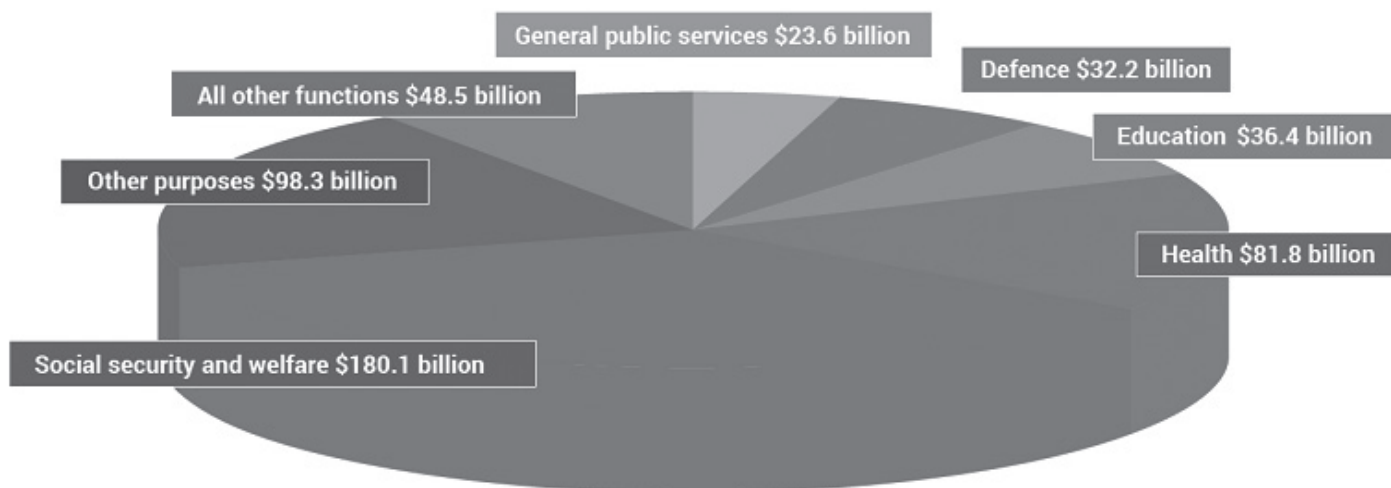 General public services $23.6 billion
Defence $32.2 billion
All other functions $48.5 billion
Education $36.4 billion
Other purposes $98.3 billion
Health $81.8 billion
Social security and welfare $180.1 billion